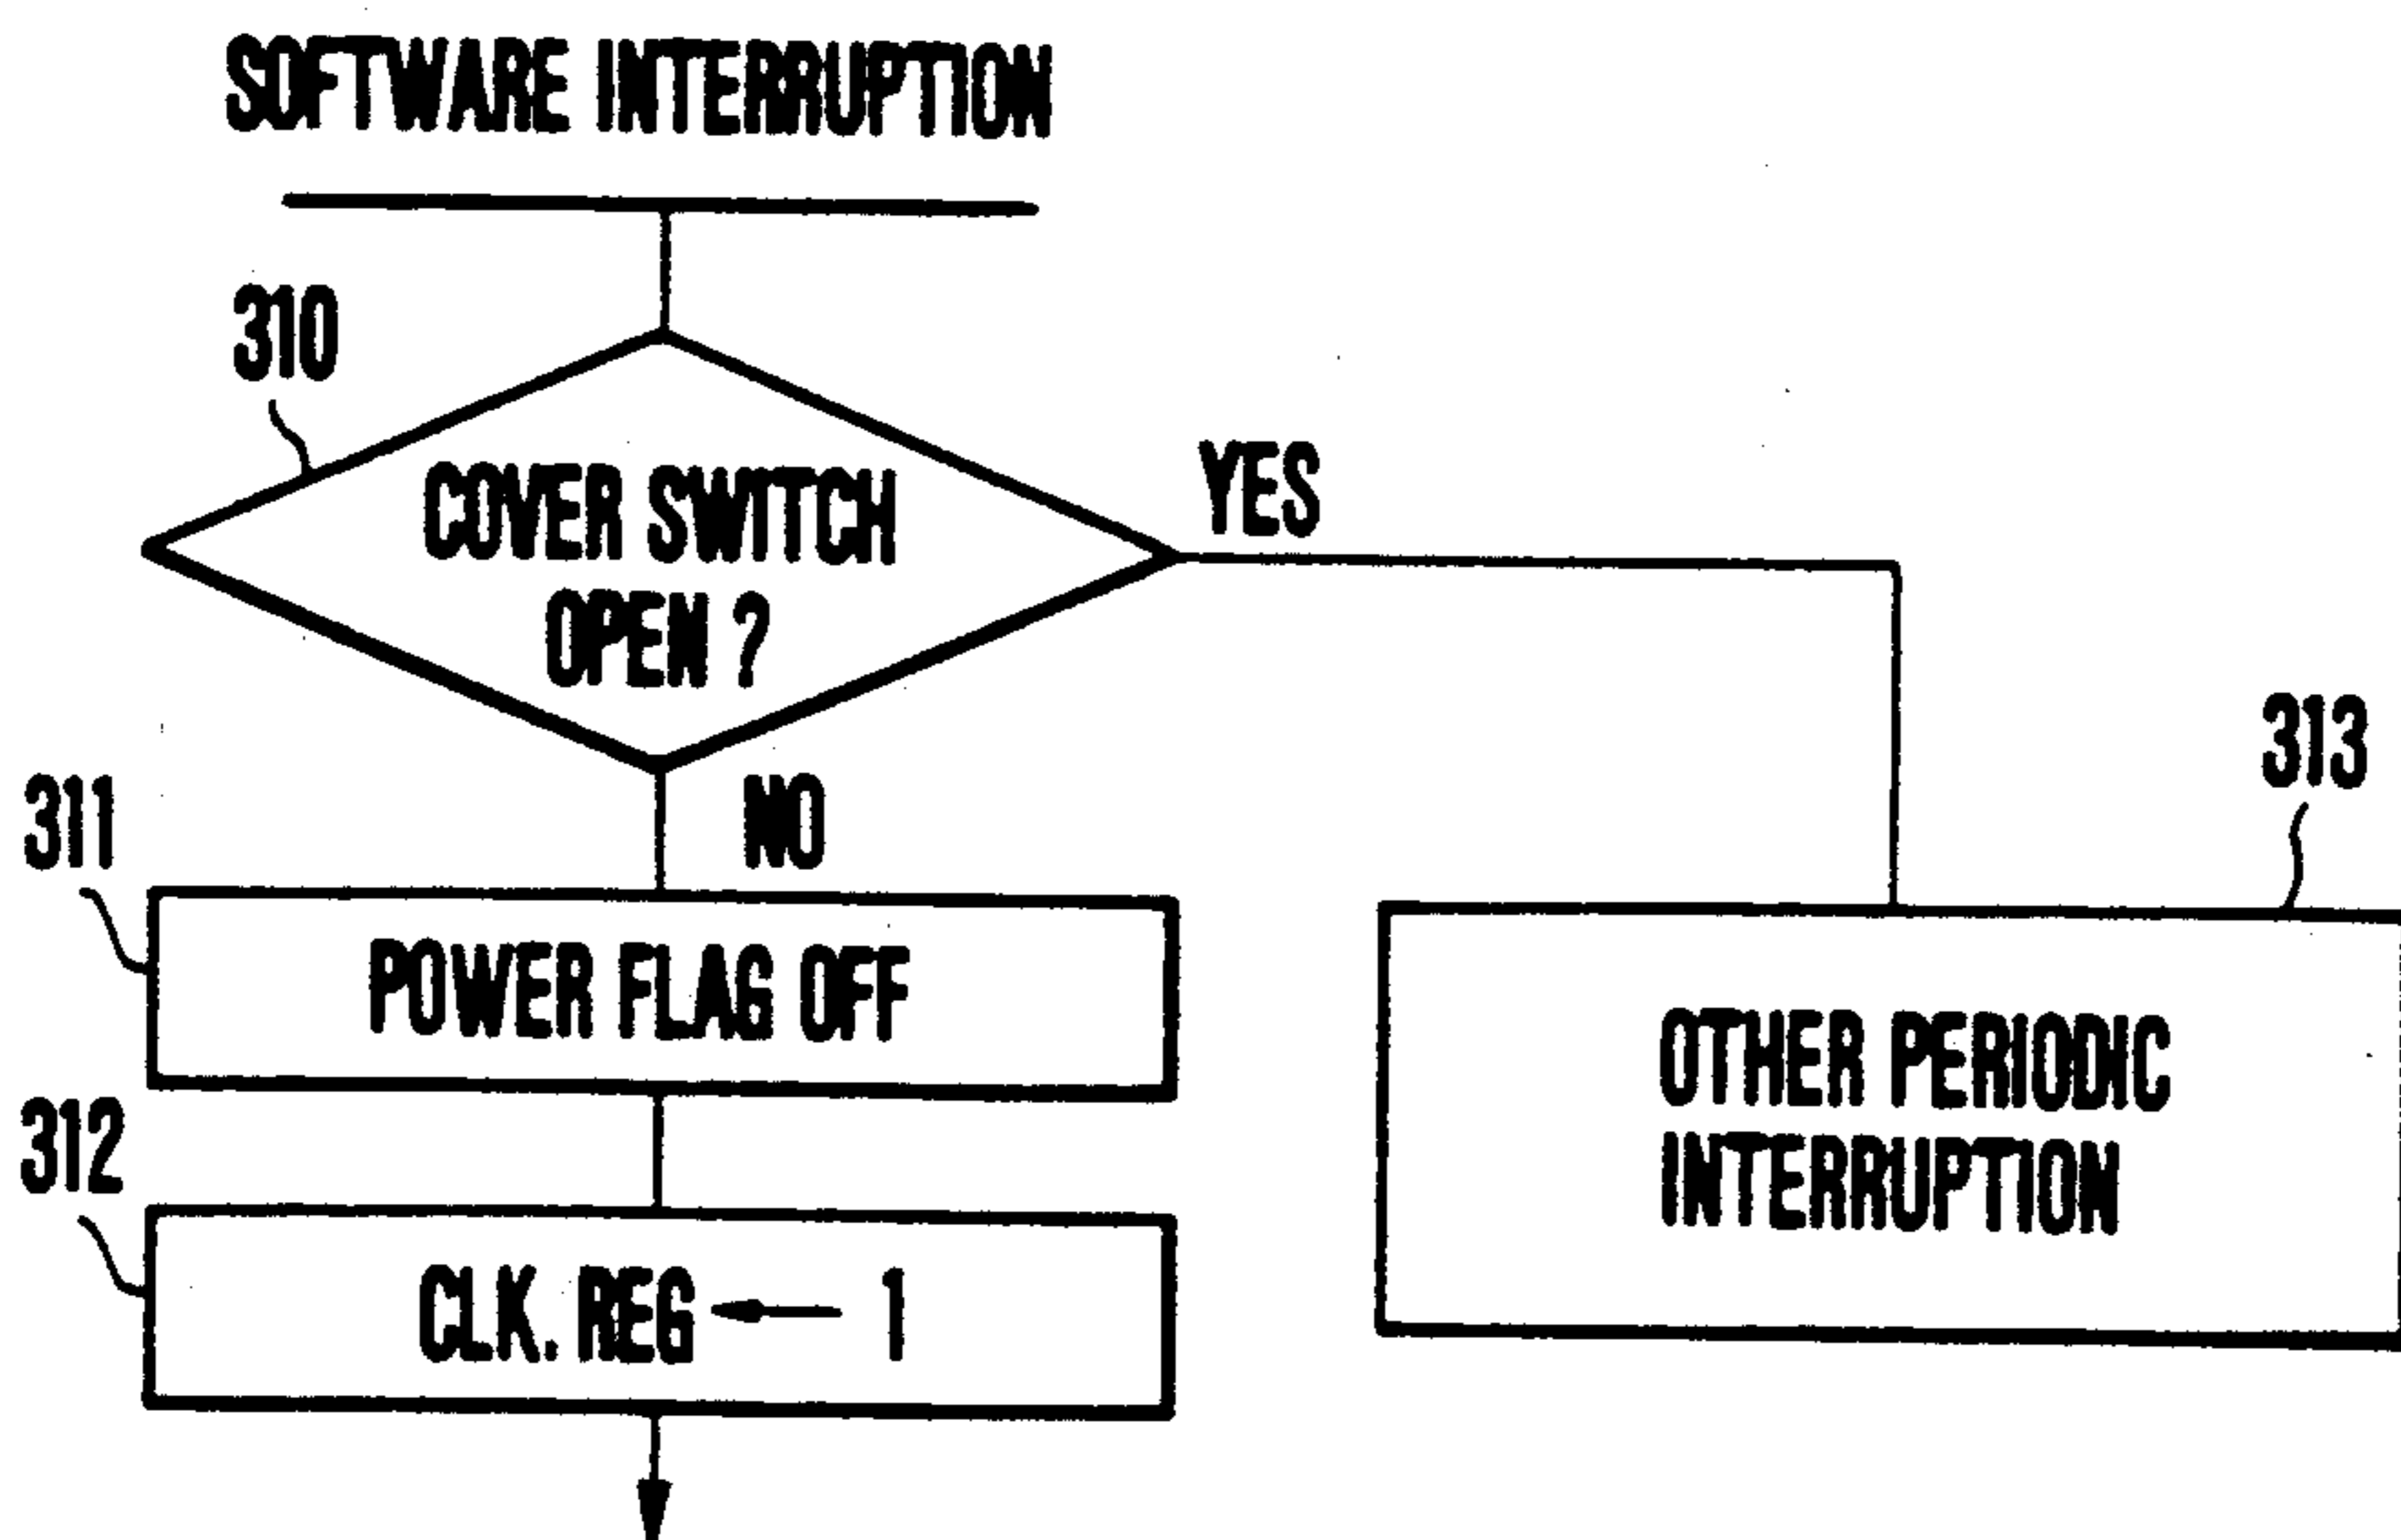 SOFTWARE INTERRUPTION
310
COVER SWITCH
OPEN ?
YES
NO
311
POWER FLAG OFF
312
CLK. REG ← 1
313
OTHER PERIODIC
INTERRUPTION